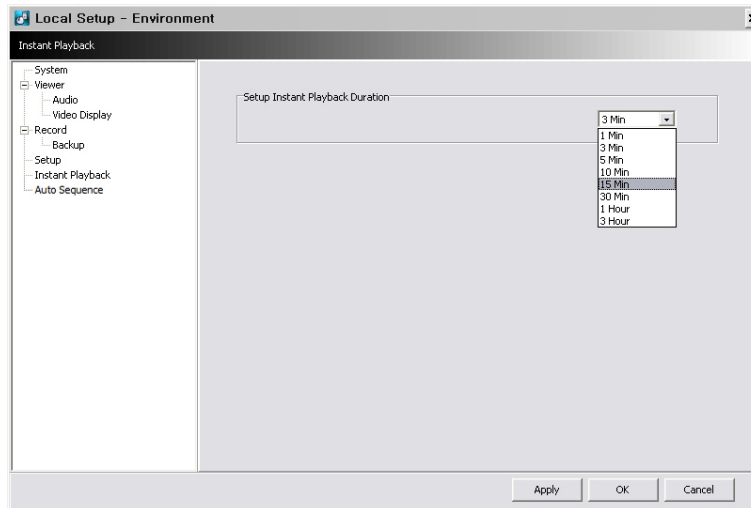 Local Setup - Environment
Instant Playback
System
Viewer
Audio
Video Display
Record
Backup
Setup
Instant Playback
Auto Sequence
Setup Instant Playback Duration
3 Min
1 Min
3 Min
5 Min
10 Min
15 Min
30 Min
1 Hour
3 Hour
Apply
OK
Cancel